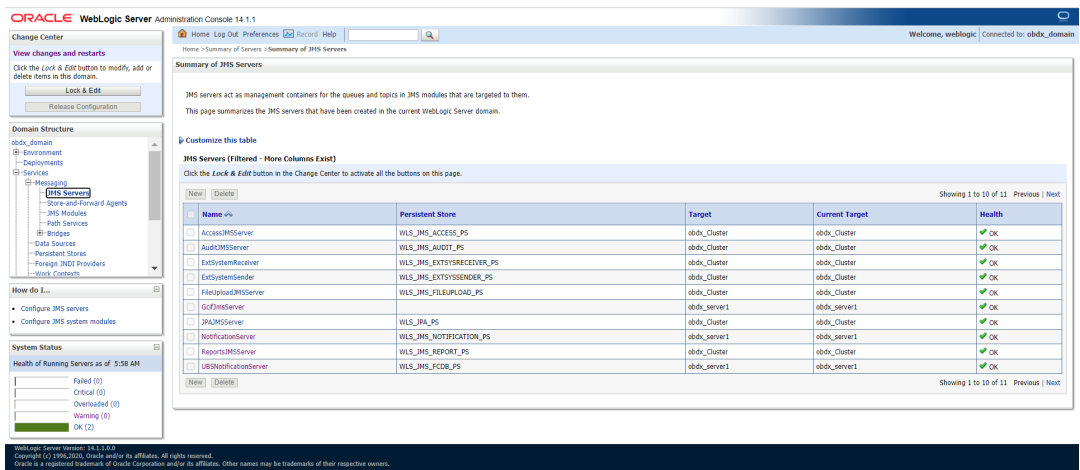 ORACLE WebLogic Server Administration Console 14.1.1
Change Center
View changes and restarts
Click the Lock & Edit button to modify, add or
delete items in this domain.
Lock & Edit
Release Configuration
Domain Structure
obdx_domain
Environment
Deployments
Services
Messaging
JMS Servers
Store-and-Forward Agents
JMS Modules
Path Services
Bridges
Data Sources
Persistent Stores
Foreign JNDI Providers
Work Contexts
How do I...
Configure JMS servers
Configure JMS system modules
System Status
Health of Running Servers as of 5:58 AM
Failed (0)
Critical (0)
Overloaded (0)
Warning (0)
OK (2)
Home Log Out Preferences Record Help
Welcome, weblogic Connected to: obdx_domain
Home >Summary of Servers >Summary of JMS Servers
Summary of JMS Servers
JMS servers act as management containers for the queues and topics in JMS modules that are targeted to them.
This page summarizes the JMS servers that have been created in the current WebLogic Server domain.
Customize this table
JMS Servers (Filtered - More Columns Exist)
Click the Lock & Edit button in the Change Center to activate all the buttons on this page.
New Delete Showing 1 to 10 of 11 Previous | Next
Name Persistent Store Target Current Target Health
AccessJMSServer WLS_JMS_ACCESS_PS obdx_Cluster obdx_Cluster OK
AuditJMSServer WLS_JMS_AUDIT_PS obdx_Cluster obdx_Cluster OK
ExtSystemReceiver WLS_JMS_EXTSYSRECEIVER_PS obdx_Cluster obdx_Cluster OK
ExtSystemSender WLS_JMS_EXTSYSSENDER_PS obdx_Cluster obdx_Cluster OK
FileUploadJMSServer WLS_JMS_FILEUPLOAD_PS obdx_Cluster obdx_Cluster OK
GcifJmsServer obdx_server1 obdx_server1 OK
JPAJMSServer WLS_JPA_PS obdx_Cluster obdx_Cluster OK
NotificationServer WLS_JMS_NOTIFICATION_PS obdx_server1 obdx_server1 OK
ReportsJMSServer WLS_JMS_REPORT_PS obdx_Cluster obdx_Cluster OK
UBSNotificationServer WLS_JMS_FCDB_PS obdx_server1 obdx_server1 OK
New Delete Showing 1 to 10 of 11 Previous | Next
WebLogic Server Version: 14.1.1.0.0
Copyright (c) 1996,2020, Oracle and/or its affiliates. All rights reserved.
Oracle is a registered trademark of Oracle Corporation and/or its affiliates. Other names may be trademarks of their respective owners.